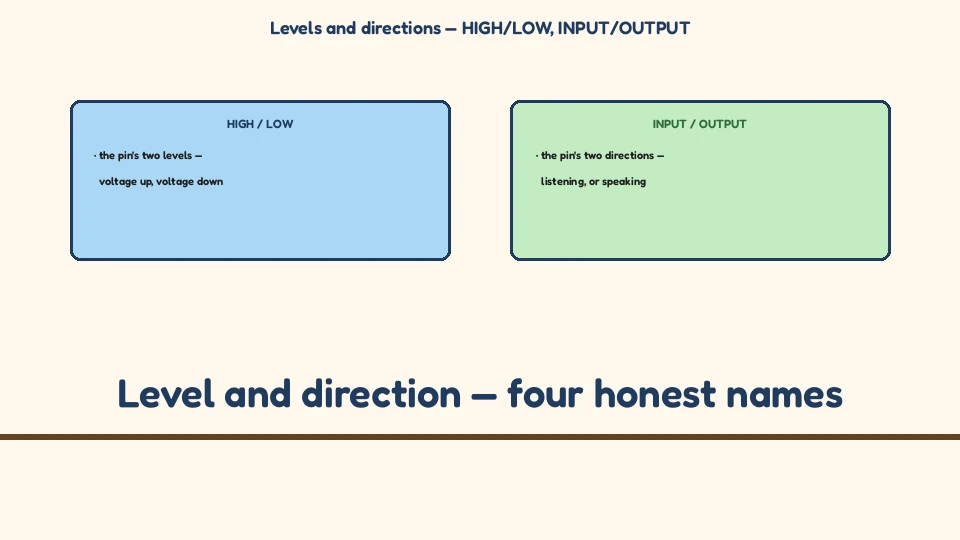 Levels and directions — HIGH/LOW, INPUT/OUTPUT
HIGH / LOW
· the pin's two levels —
voltage up, voltage down
INPUT / OUTPUT
· the pin's two directions —
listening, or speaking
Level and direction — four honest names